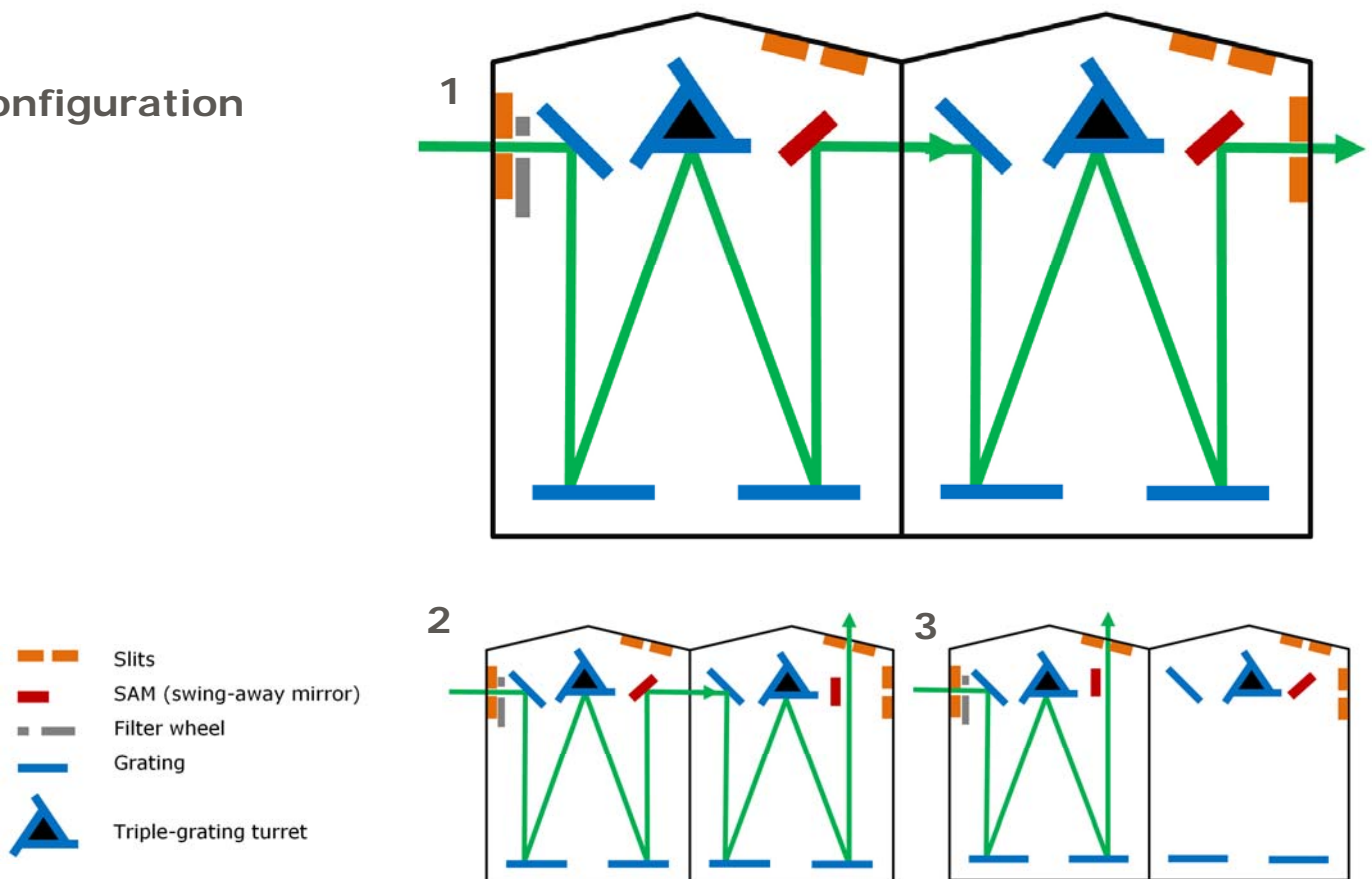 onfiguration
1
2
3
Slits
SAM (swing-away mirror)
Filter wheel
Grating
Triple-grating turret